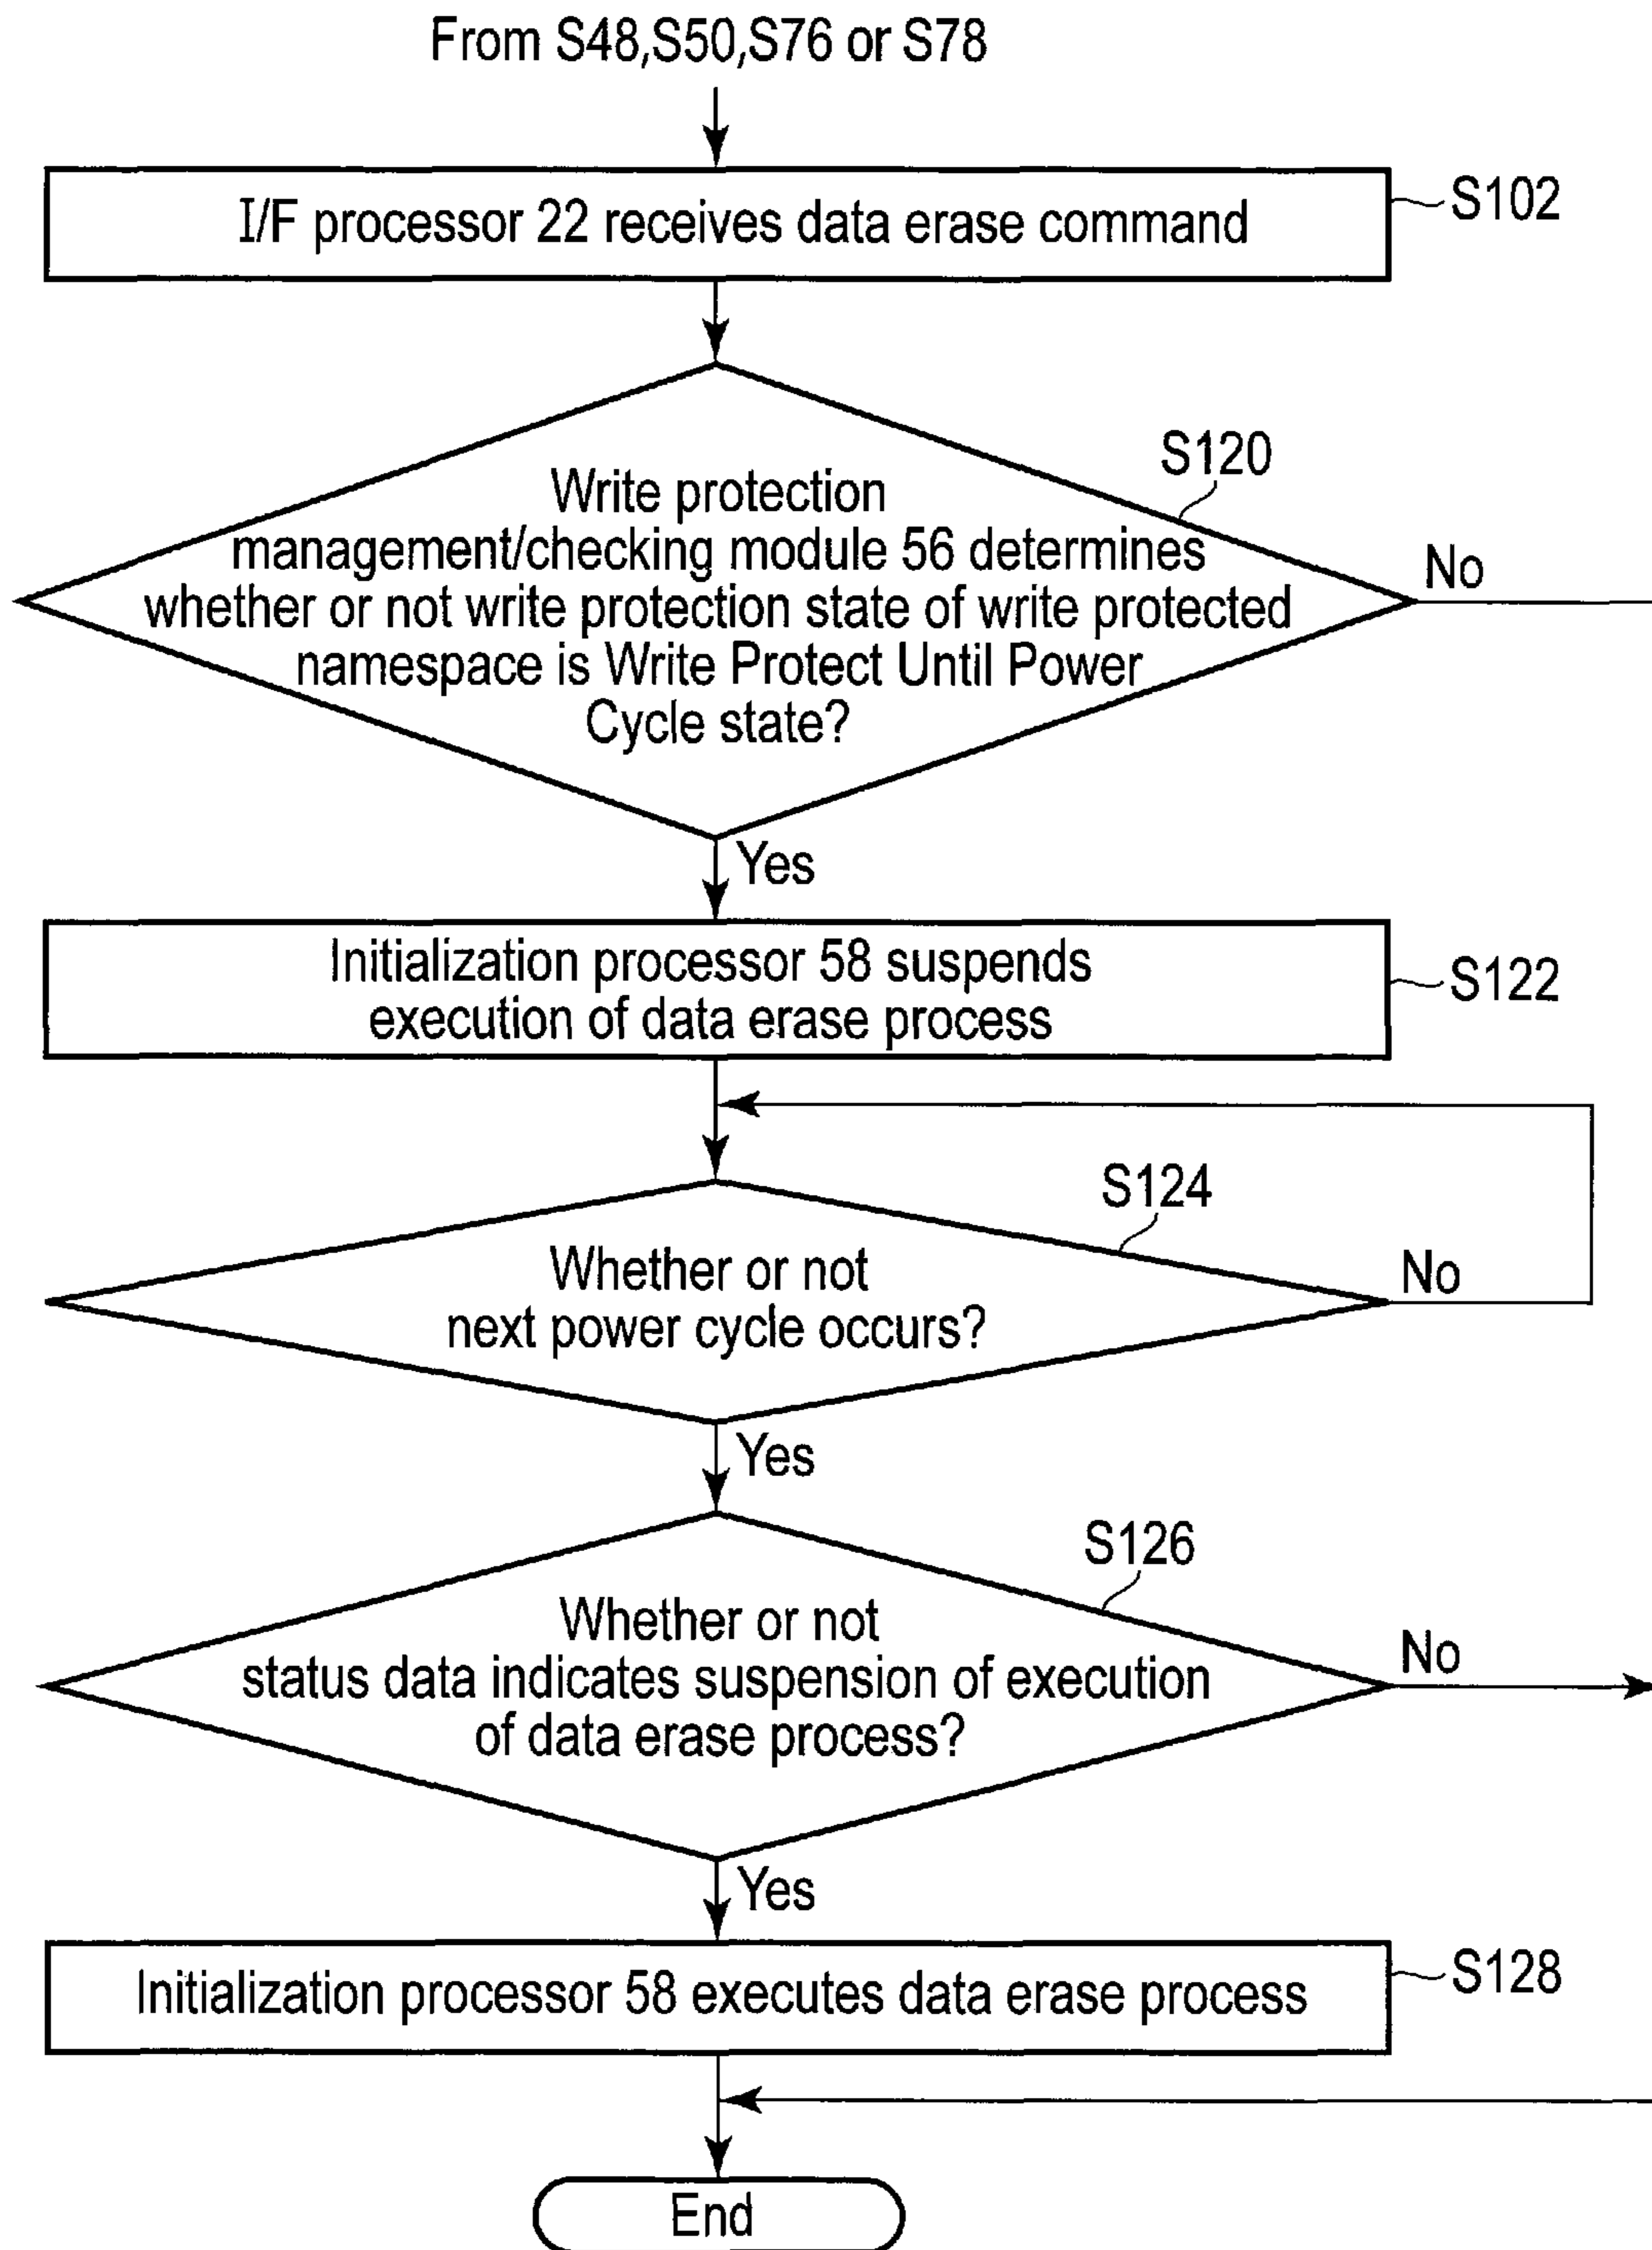 From S48,S50,S76 or S78
I/F processor 22 receives data erase command
S102
S120
Write protection
management/checking module 56 determines
whether or not write protection state of write protected
namespace is Write Protect Until Power
Cycle state?
No
Yes
Initialization processor 58 suspends
execution of data erase process
S122
S124
Whether or not
next power cycle occurs?
No
Yes
S126
Whether or not
status data indicates suspension of execution
of data erase process?
No
Yes
Initialization processor 58 executes data erase process
S128
End